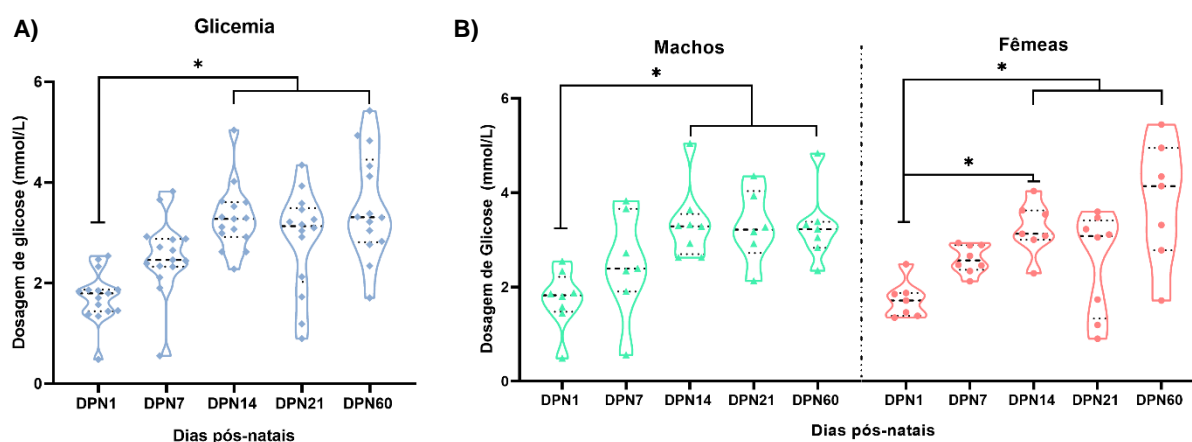 A)
Glicemia
*
Dosagem de glicose (mmol/L)
6
4
2
0
DPN1 DPN7 DPN14 DPN21 DPN60
Dias pós-natais
B)
Machos
Fêmeas
*
*
*
Dosagem de Glicose (mmol/L)
6
4
2
0
DPN1 DPN7 DPN14 DPN21 DPN60 DPN1 DPN7 DPN14 DPN21 DPN60
Dias pós-natais